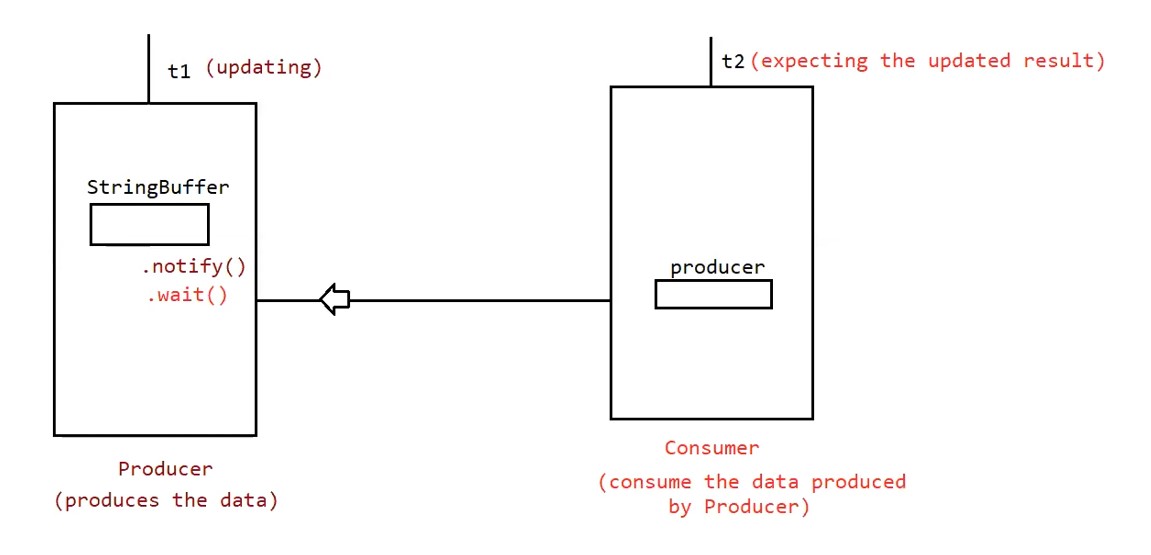 t1 (updating)
StringBuffer
.notify()
.wait()
Producer
(produces the data)
t2 (expecting the updated result)
producer
Consumer
(consume the data produced
by Producer)